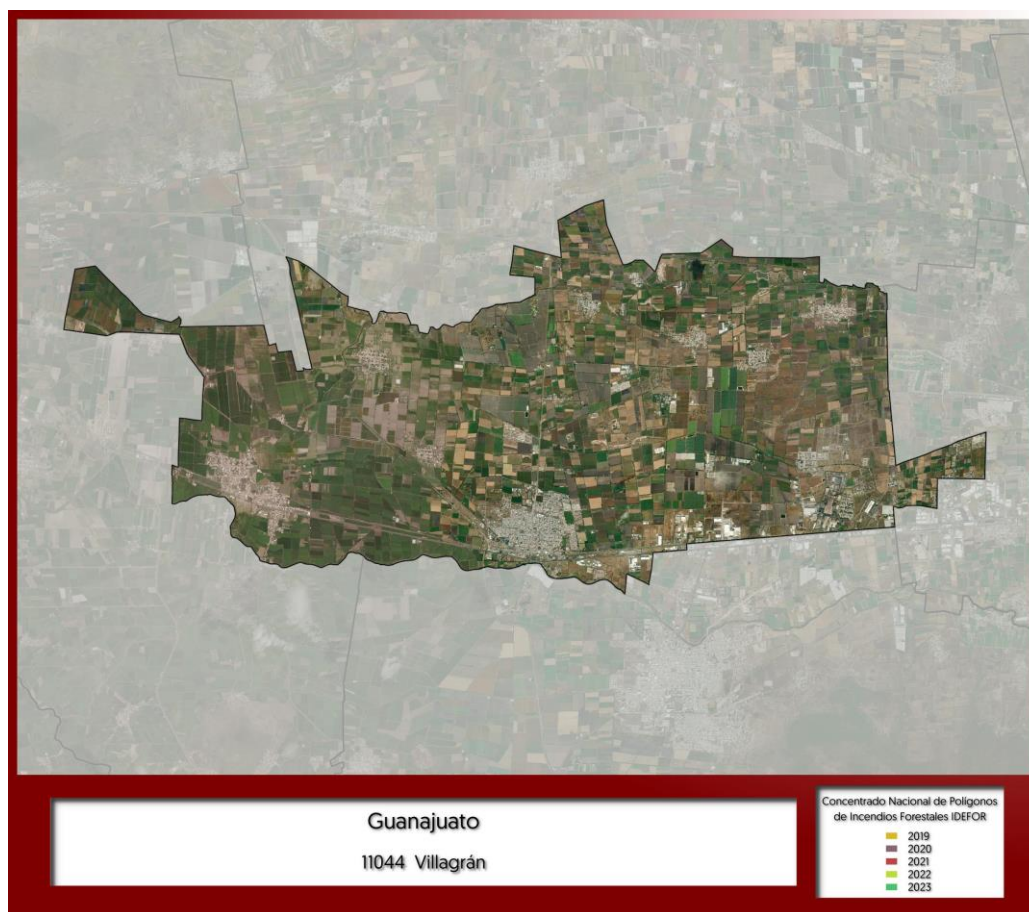 Guanajuato
11044 Villagrán
Concentrado Nacional de Polígonos
de Incendios Forestales IDEFOR
2019
2020
2021
2022
2023